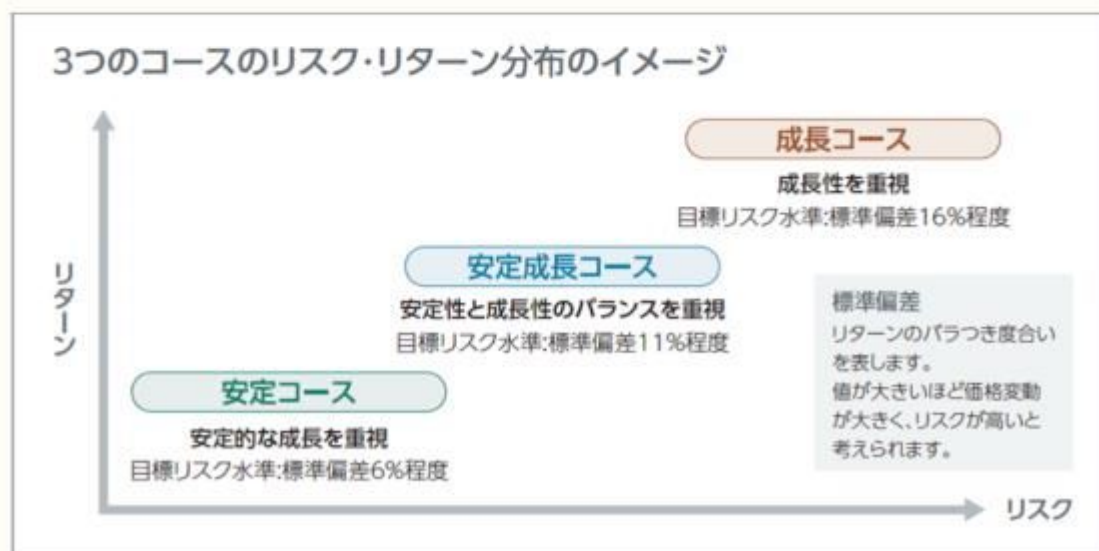 3つのコースのリスク・リターン分布のイメージ
成長コース
成長性を重視
目標リスク水準:標準偏差16%程度
安定成長コース
安定性と成長性のバランスを重視
目標リスク水準:標準偏差11%程度
安定コース
安定的な成長を重視
目標リスク水準:標準偏差6%程度
標準偏差
リターンのバラつき度合い
を表します。
値が大きいほど価格変動
が大きく、リスクが高いと
考えられます。
リターン
リスク